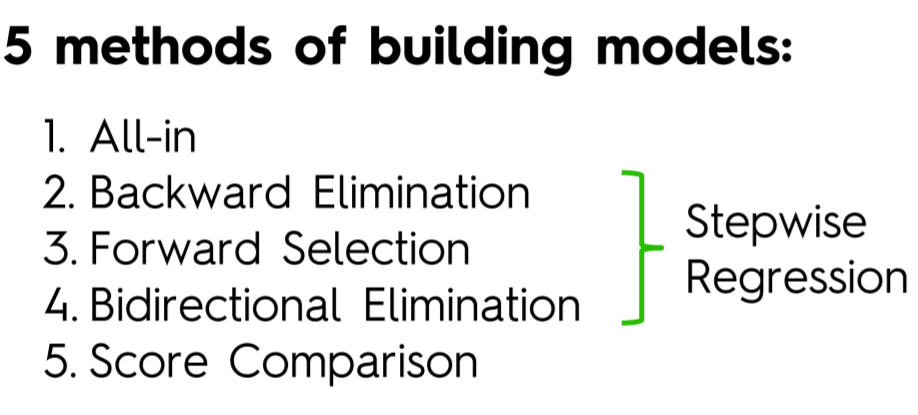 5 methods of building models:
1. All-in
2. Backward Elimination
3. Forward Selection
4. Bidirectional Elimination
5. Score Comparison
Stepwise
Regression